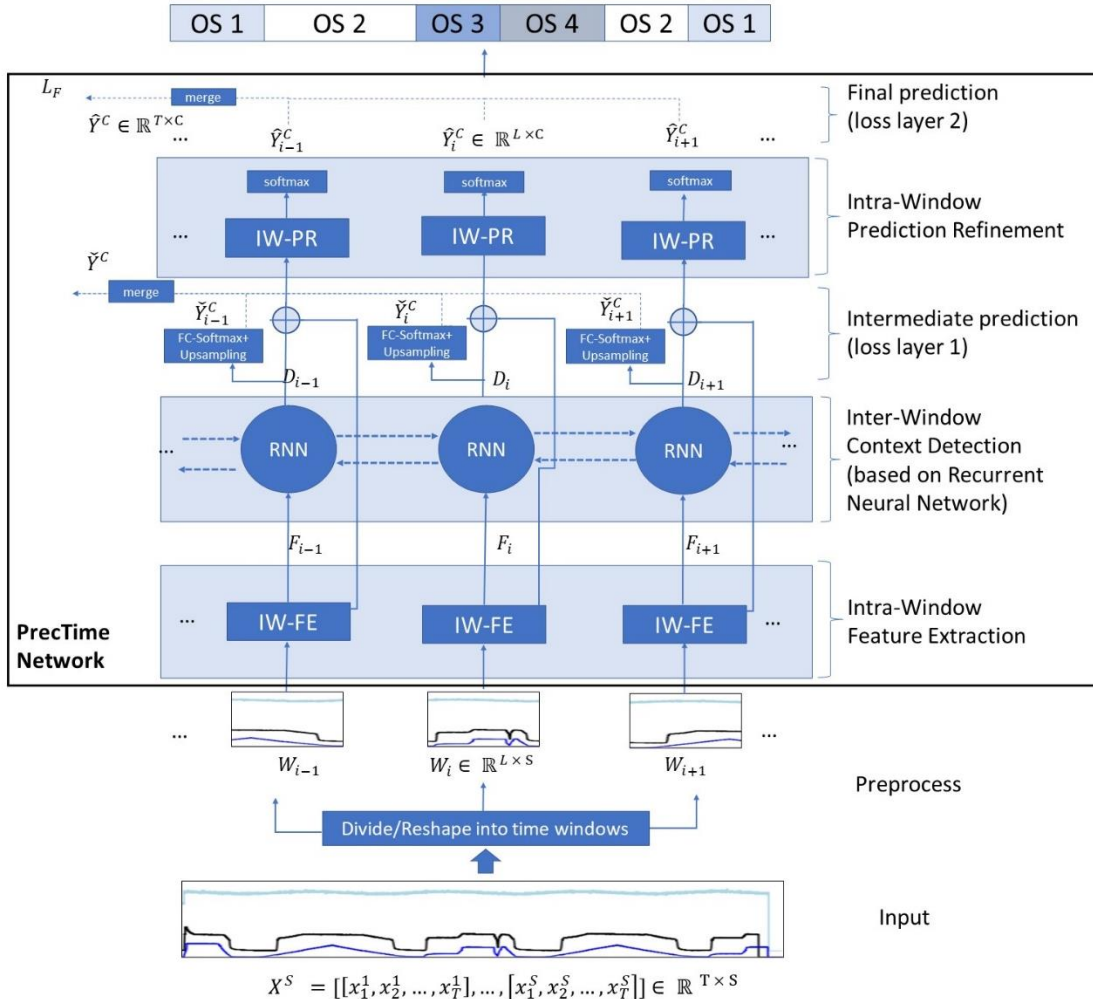 OS 1 OS 2 OS 3 OS 4 OS 2 OS 1
L_F merge
Ŷ^C ∈ ℝ^{T×C}
... Ŷ^C_{i-1} Ŷ^C_i ∈ ℝ^{L×C} Ŷ^C_{i+1} ...
Final prediction
(loss layer 2)
softmax softmax softmax
... IW-PR IW-PR IW-PR ...
Intra-Window
Prediction Refinement
Y̌^C
merge
Y̌^C_{i-1} Y̌^C_i Y̌^C_{i+1}
FC-Softmax+
Upsampling
FC-Softmax+
Upsampling
FC-Softmax+
Upsampling
Intermediate prediction
(loss layer 1)
D_{i-1} D_i D_{i+1}
... RNN RNN RNN ...
Inter-Window
Context Detection
(based on Recurrent
Neural Network)
F_{i-1} F_i F_{i+1}
... IW-FE IW-FE IW-FE ...
Intra-Window
Feature Extraction
PrecTime
Network
... ...
W_{i-1} W_i ∈ ℝ^{L×S} W_{i+1}
Preprocess
Divide/Reshape into time windows
Input
X^S = [[x^1_1, x^1_2, ..., x^1_T], ..., [x^S_1, x^S_2, ..., x^S_T]] ∈ ℝ^{T×S}